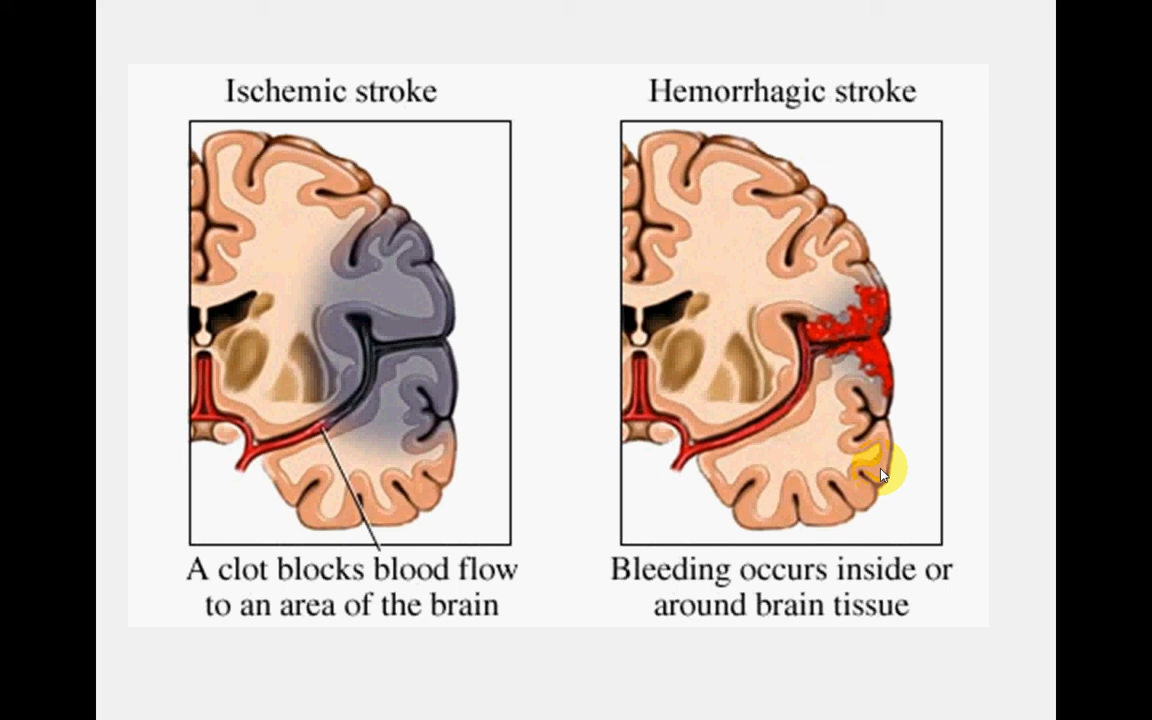 Ischemic stroke
Hemorrhagic stroke
A clot blocks blood flow
to an area of the brain
Bleeding occurs inside or
around brain tissue